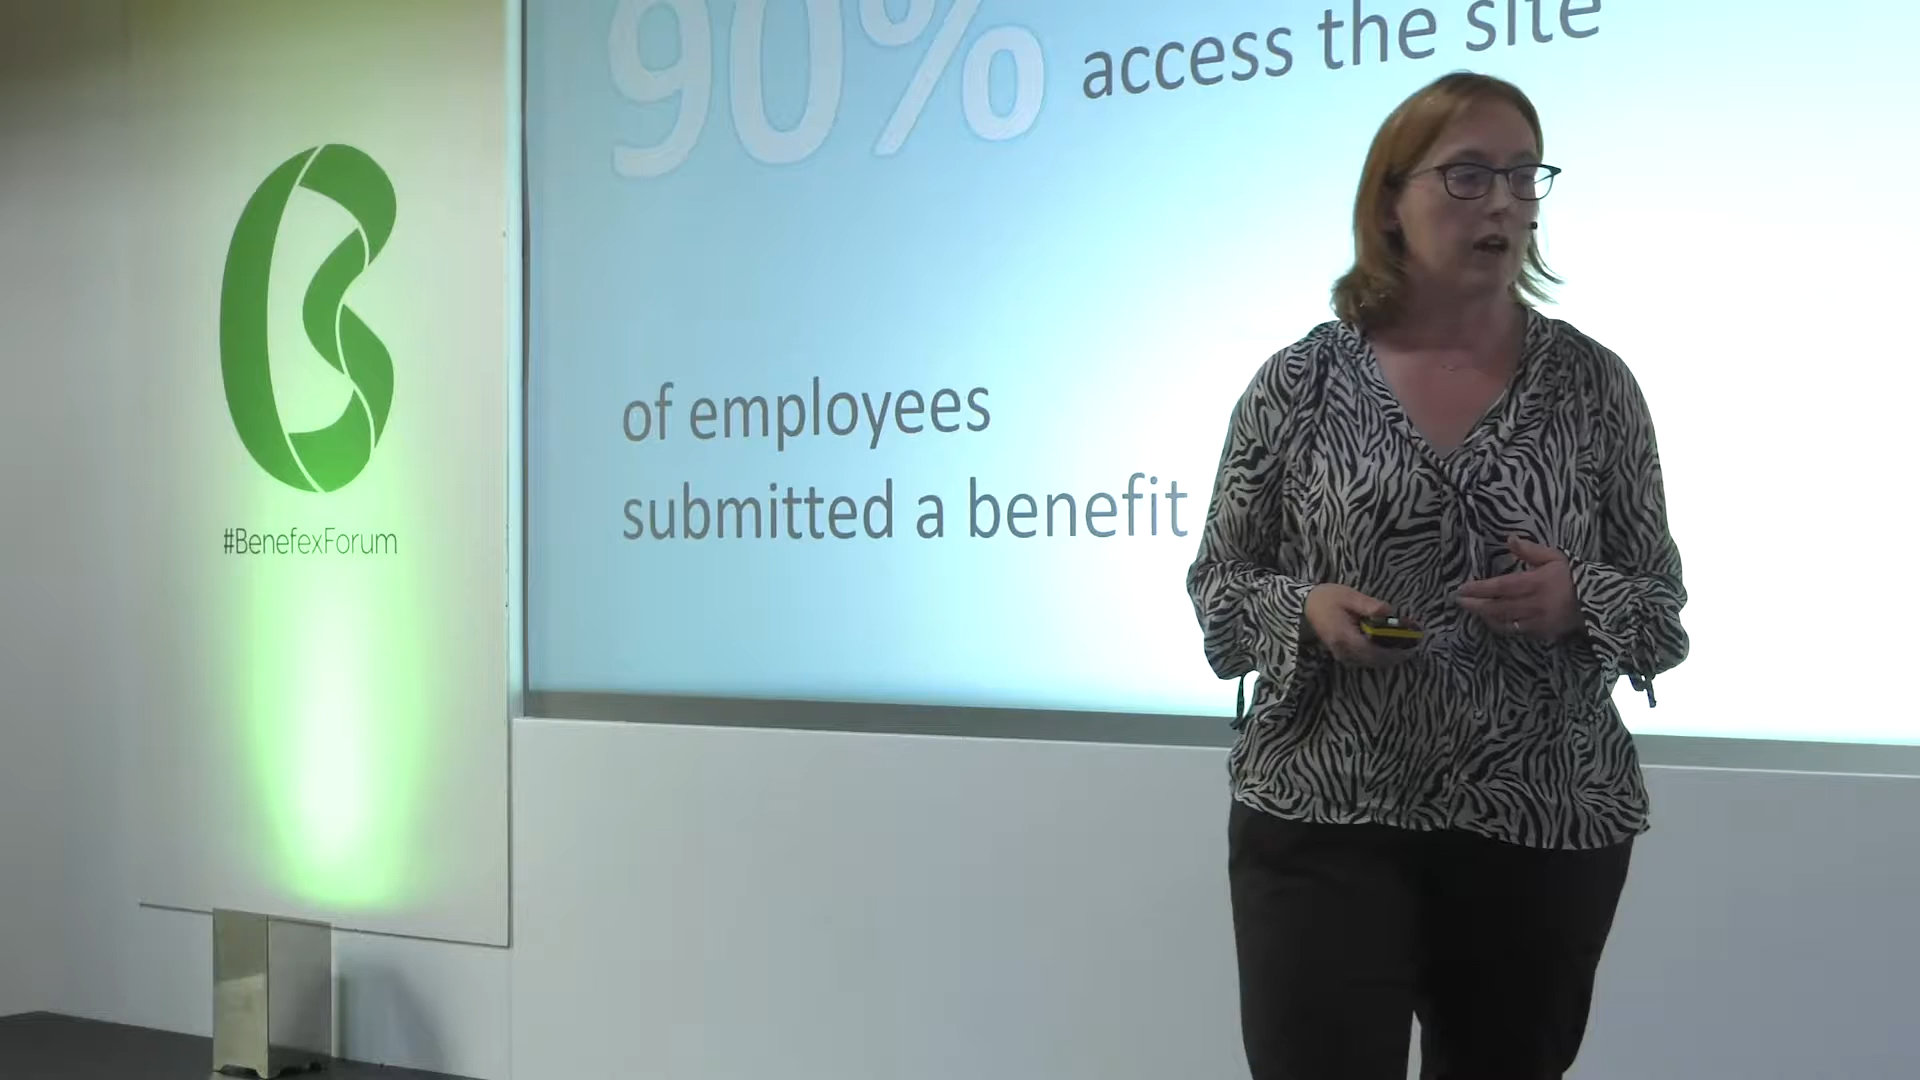 90% access the site
of employees
submitted a benefit
#BenefexForum